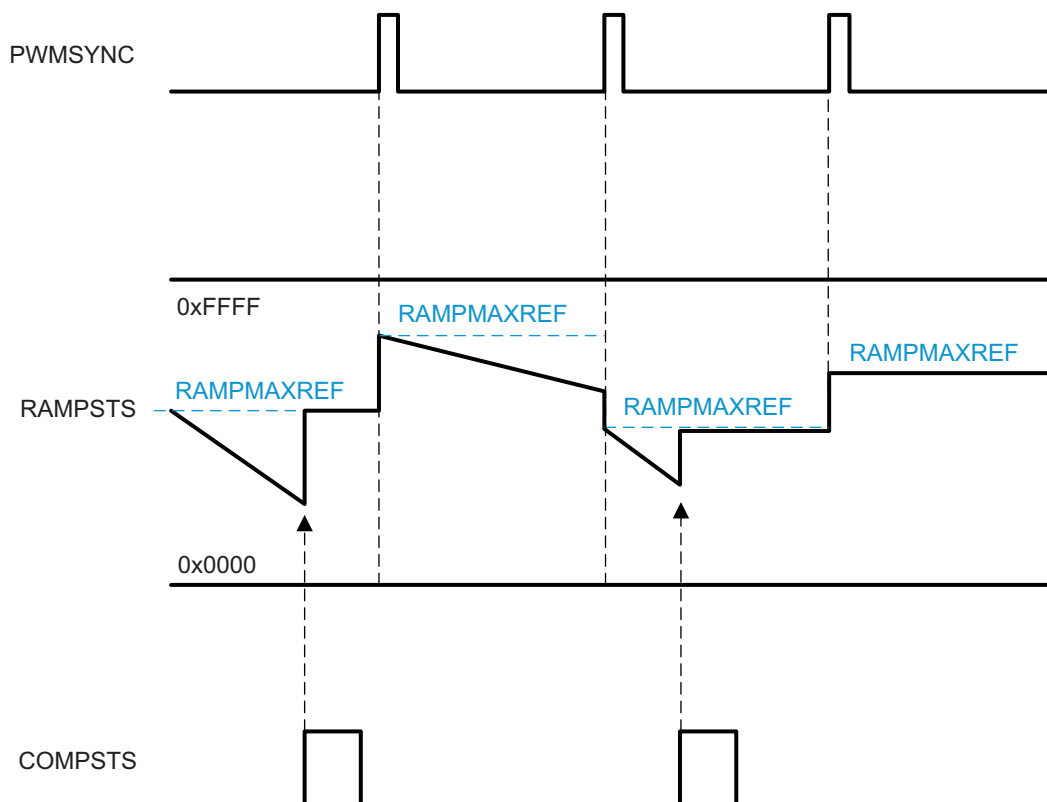 PWMSYNC
0xFFFF
RAMPMAXREF
RAMPMAXREF
RAMPMAXREF
RAMPSTS
RAMPMAXREF
0x0000
COMPSTS